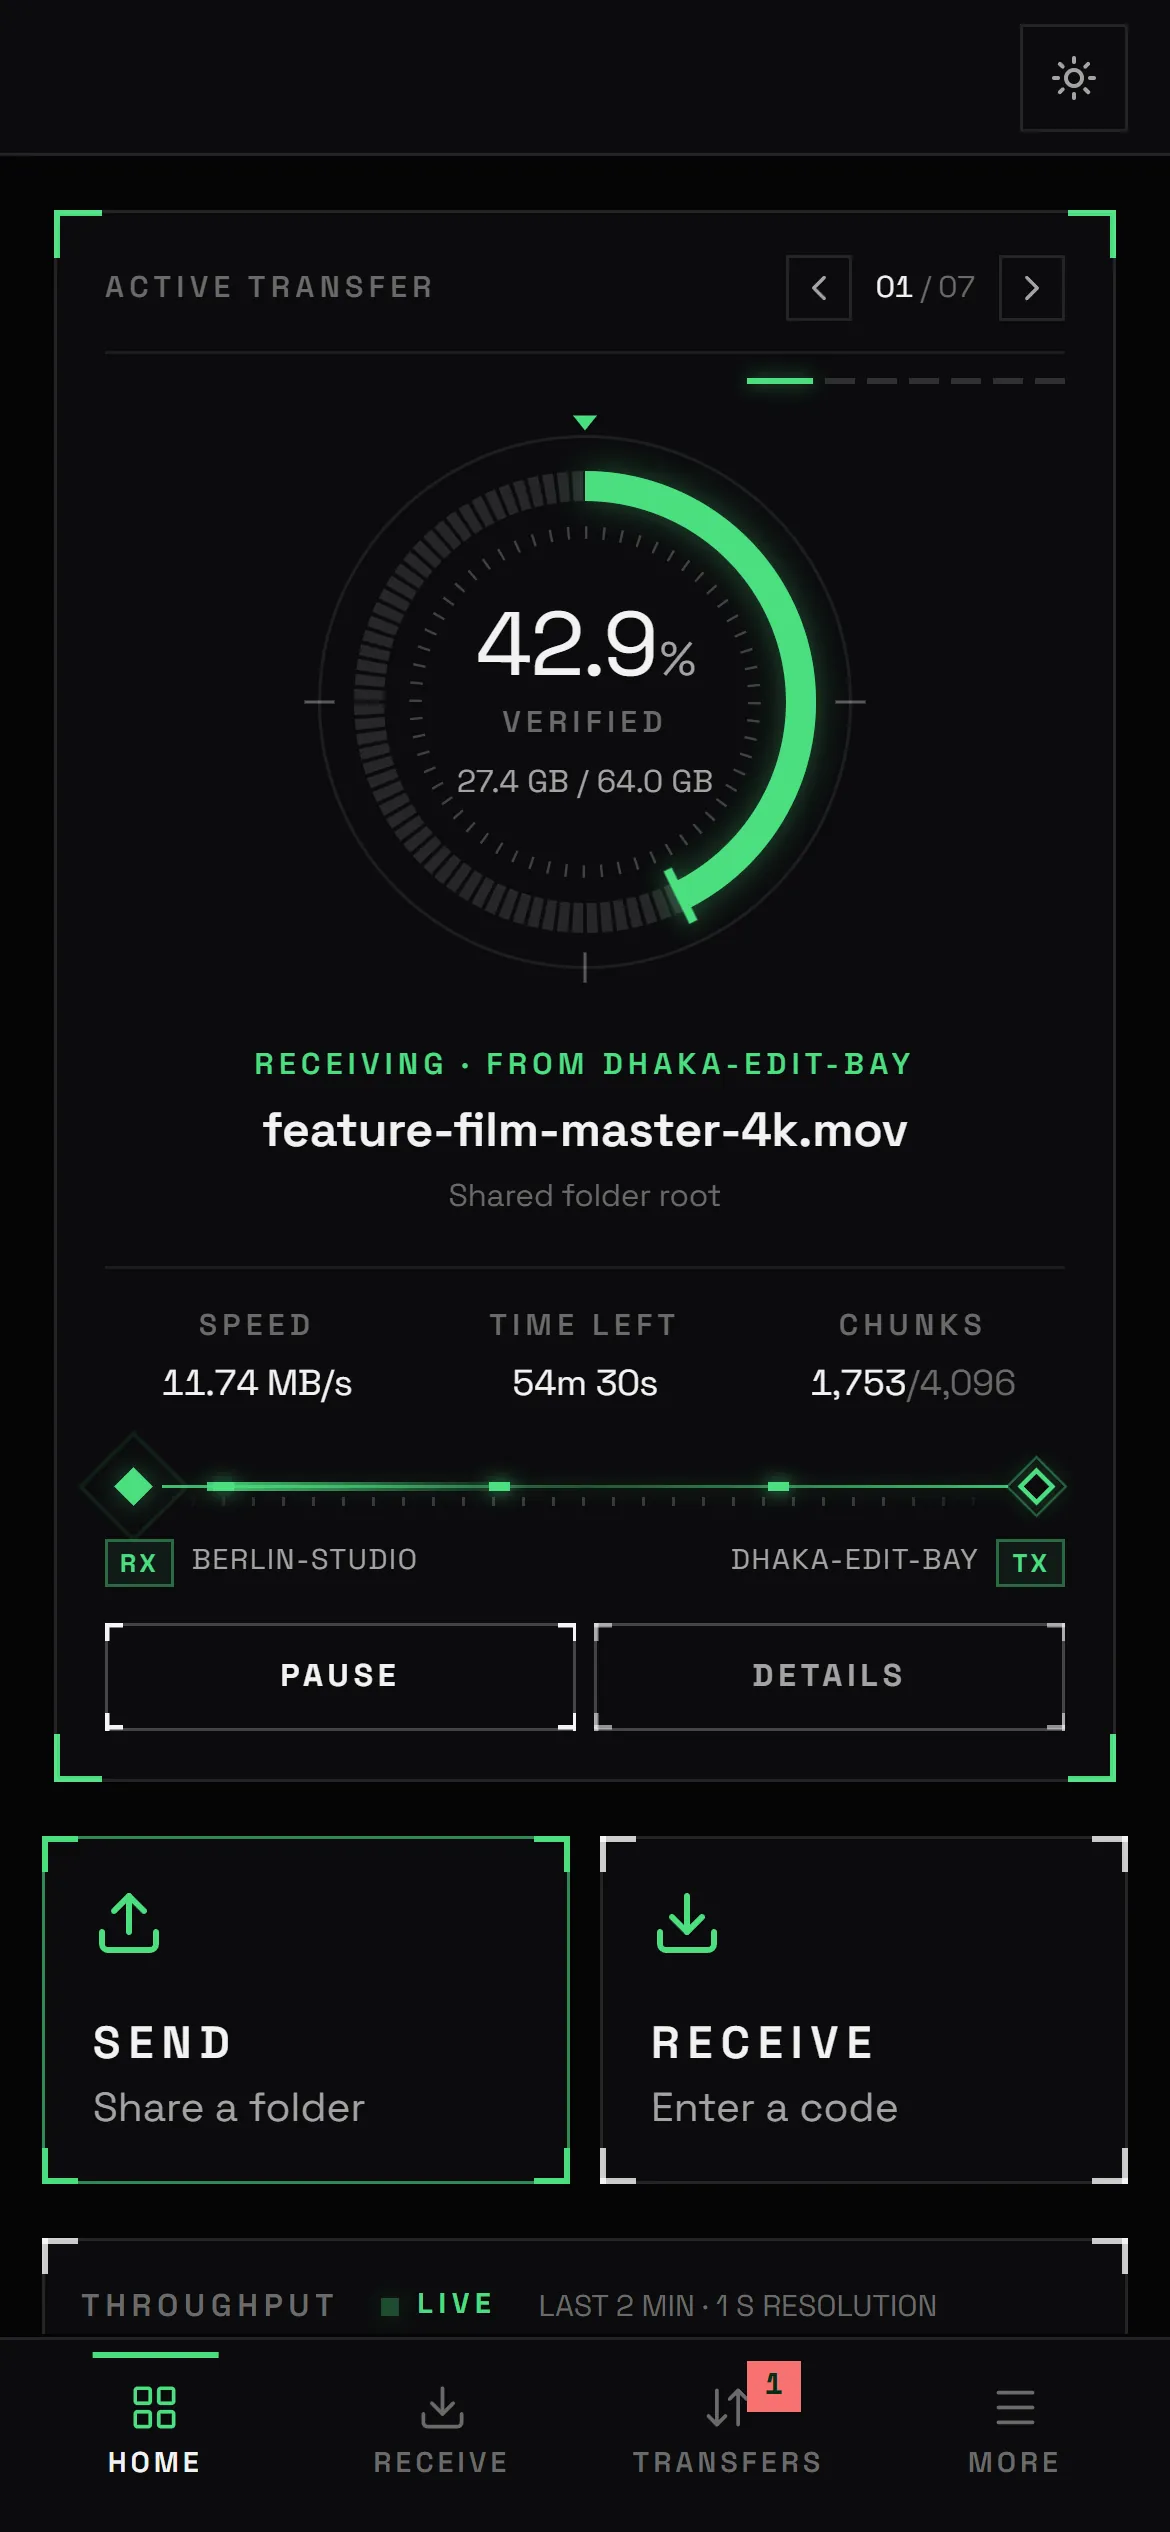 ACTIVE TRANSFER
01 / 07
42.9%
VERIFIED
27.4 GB / 64.0 GB
RECEIVING · FROM DHAKA-EDIT-BAY
feature-film-master-4k.mov
Shared folder root
SPEED TIME LEFT CHUNKS
11.74 MB/s 54m 30s 1,753/4,096
RX BERLIN-STUDIO DHAKA-EDIT-BAY TX
PAUSE DETAILS
SEND
Share a folder
RECEIVE
Enter a code
THROUGHPUT LIVE LAST 2 MIN · 1 S RESOLUTION
1
HOME RECEIVE TRANSFERS MORE